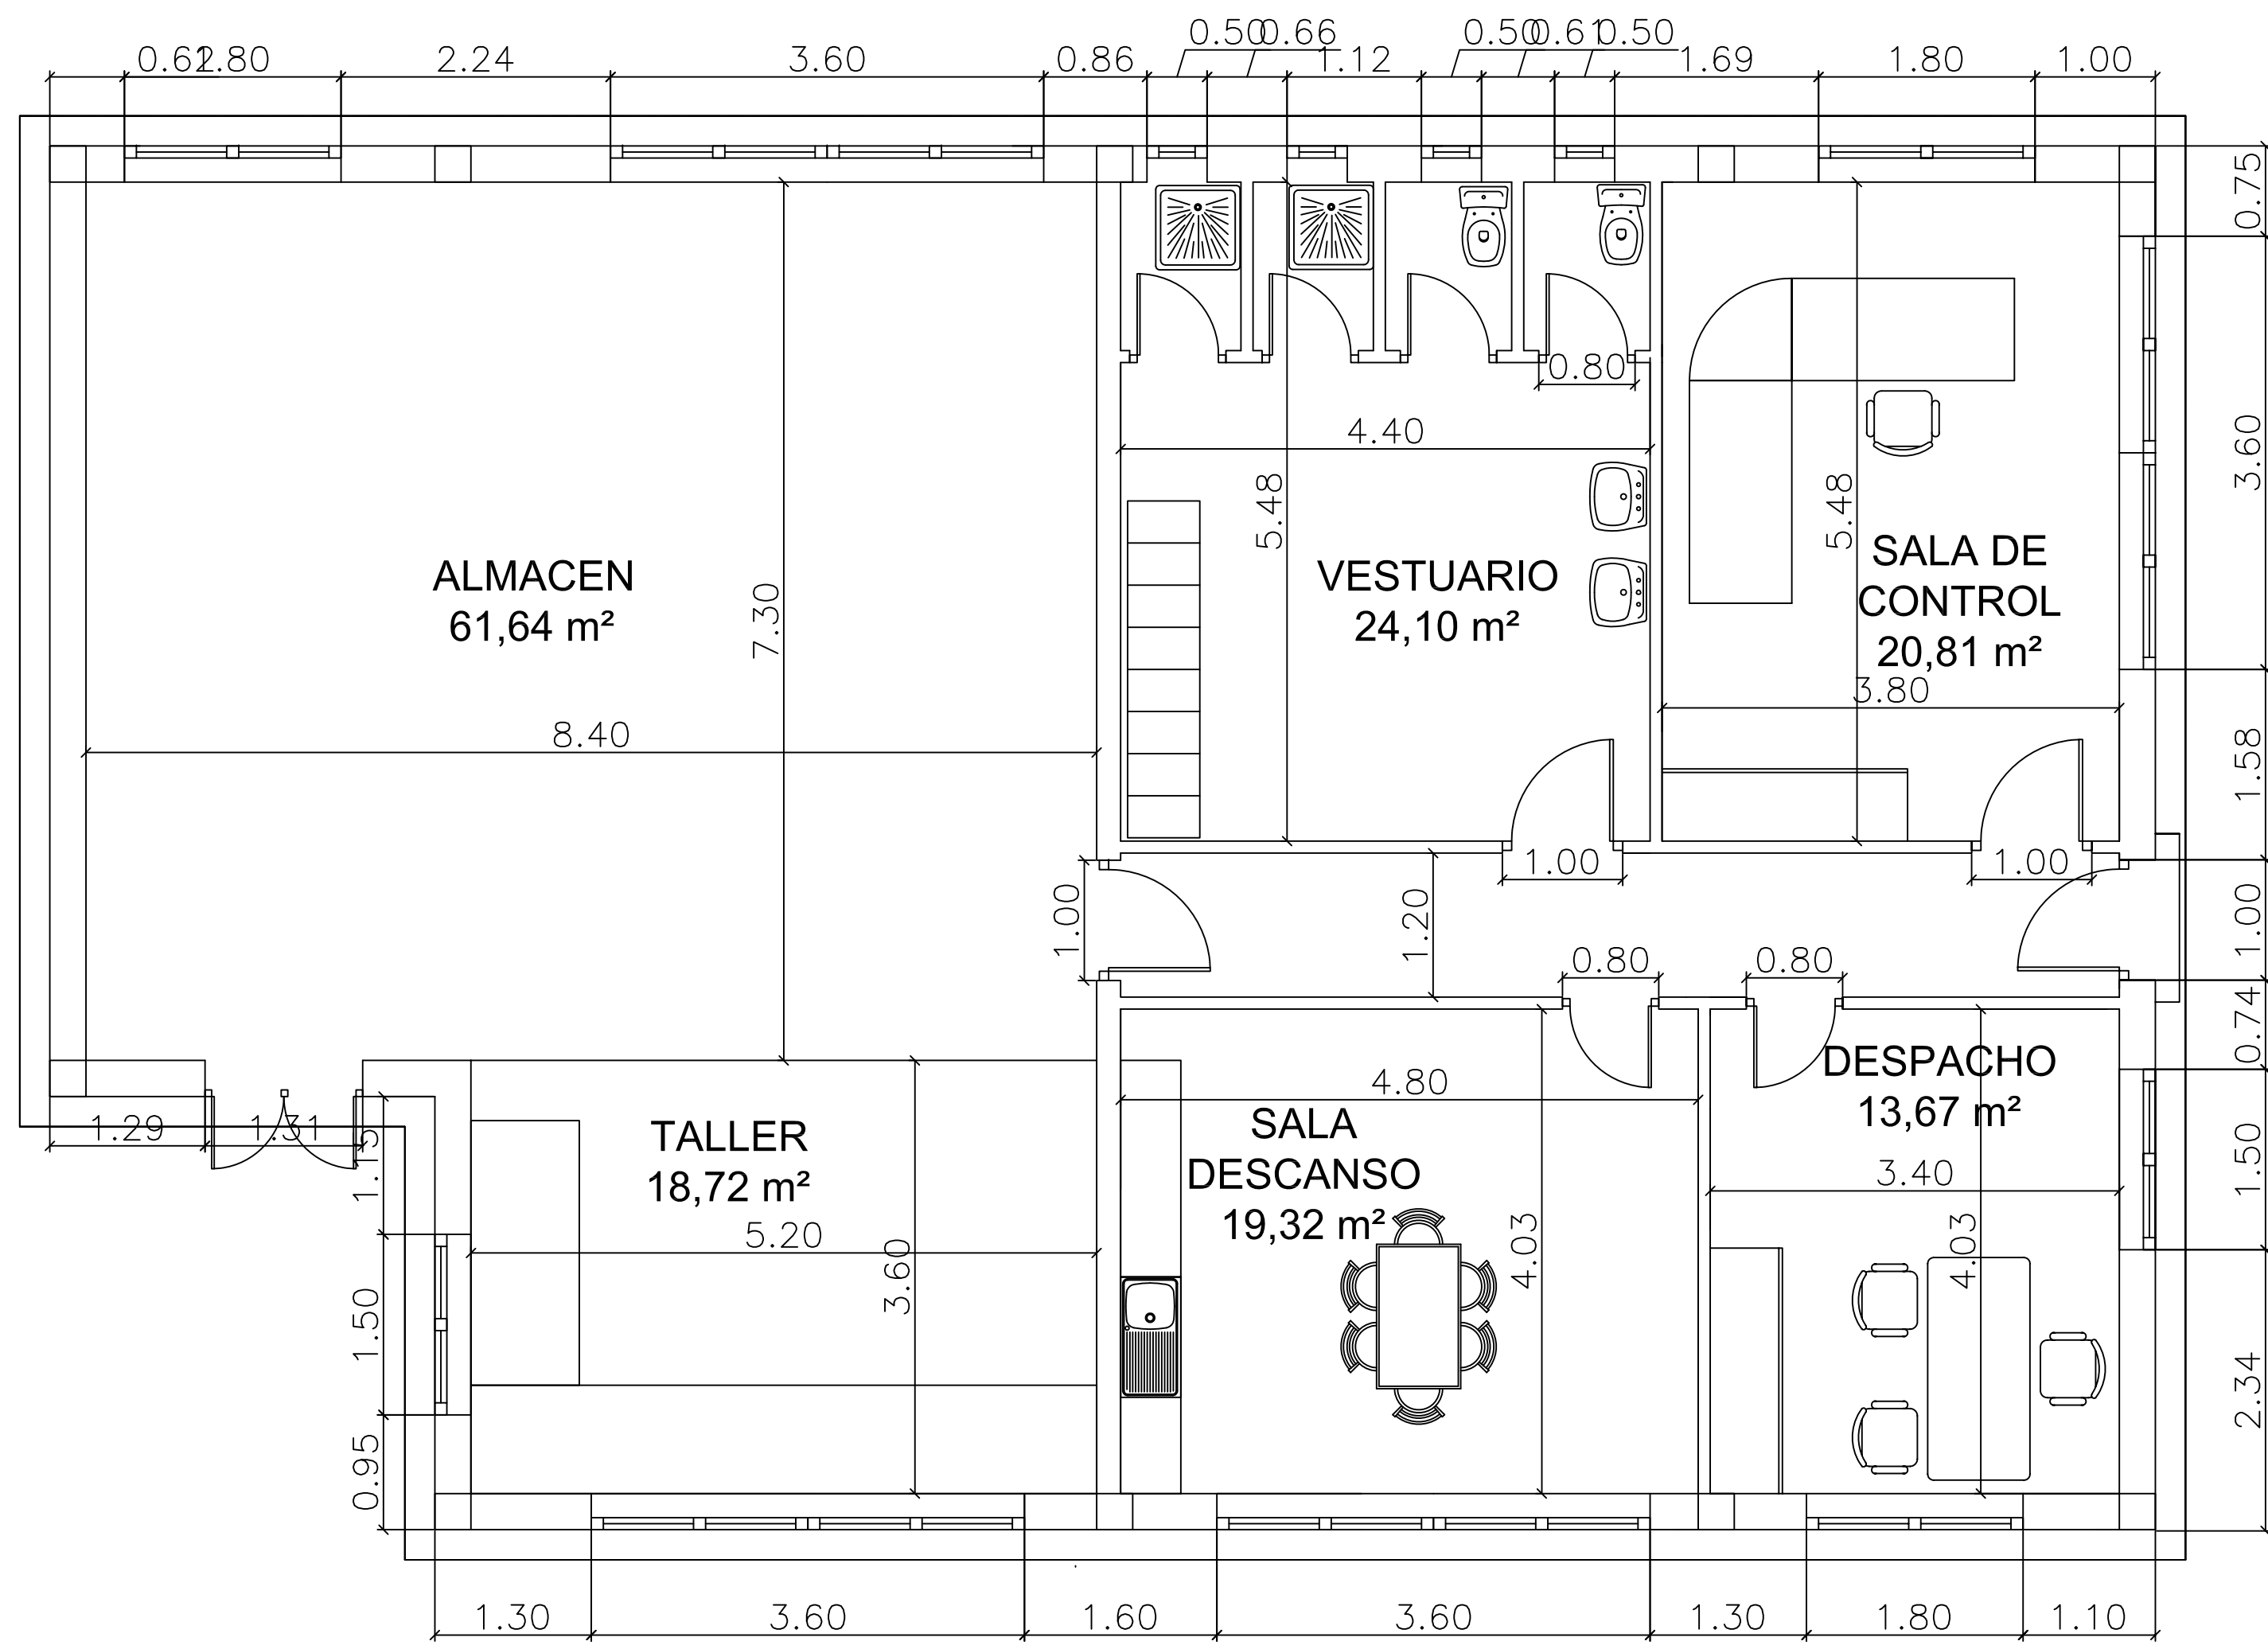 0.50 0.66 0.50 0.61 0.50
0.62 1.80 2.24 3.60 0.86 1.12 1.69 1.80 1.00
0.75
0.80
4.40
3.60
5.48
5.48
ALMACEN
61,64 m²
7.30
VESTUARIO
24,10 m²
SALA DE
CONTROL
20,81 m²
3.80
8.40
1.58
1.00
1.00
1.00
1.20
1.00
0.80
0.80
0.74
1.29
1.31
1.15
TALLER
18,72 m²
5.20
3.60
4.80
SALA
DESCANSO
19,32 m²
4.03
DESPACHO
13,67 m²
3.40
4.03
1.50
1.50
0.95
2.34
1.30 3.60 1.60 3.60 1.30 1.80 1.10